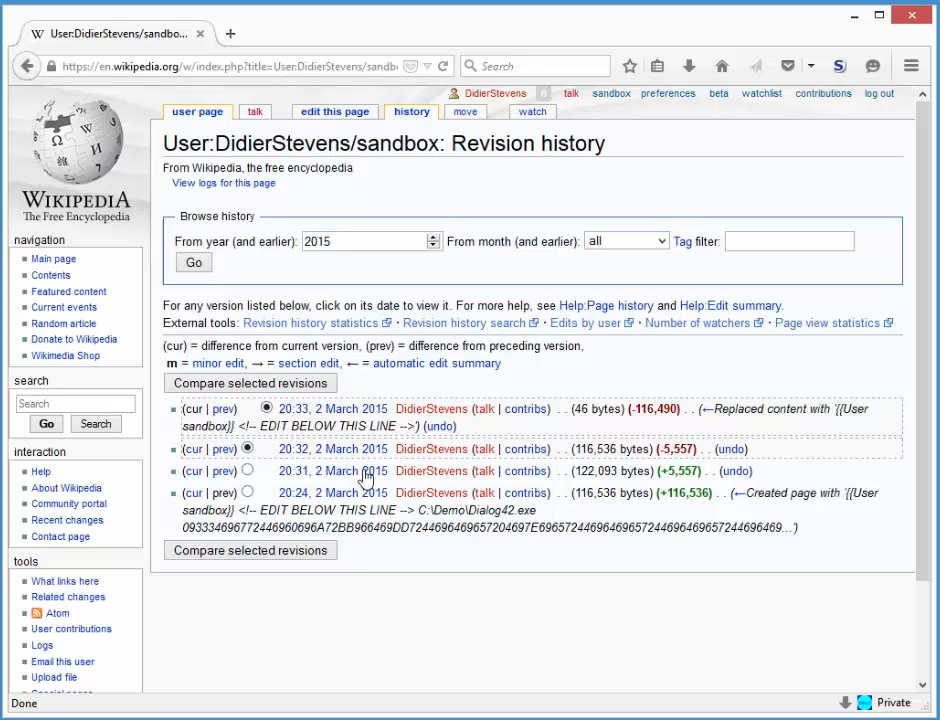 W User:DidierStevens/sandbo... × +
https://en.wikipedia.org/w/index.php?title=User:DidierStevens/sandb
Search
DidierStevens 0 talk sandbox preferences beta watchlist contributions log out
user page talk edit this page history move watch
User:DidierStevens/sandbox: Revision history
From Wikipedia, the free encyclopedia
View logs for this page
WIKIPEDIA
The Free Encyclopedia
navigation
Main page
Contents
Featured content
Current events
Random article
Donate to Wikipedia
Wikimedia Shop
search
Search
Go Search
interaction
Help
About Wikipedia
Community portal
Recent changes
Contact page
tools
What links here
Related changes
Atom
User contributions
Logs
Email this user
Upload file
Special pages
Browse history
From year (and earlier): 2015 From month (and earlier): all Tag filter:
Go
For any version listed below, click on its date to view it. For more help, see Help:Page history and Help:Edit summary.
External tools: Revision history statistics · Revision history search · Edits by user · Number of watchers · Page view statistics
(cur) = difference from current version, (prev) = difference from preceding version,
m = minor edit, → = section edit, ← = automatic edit summary
Compare selected revisions
(cur | prev) 20:33, 2 March 2015 DidierStevens (talk | contribs) . . (46 bytes) (-116,490) . . (←Replaced content with '{{User
sandbox}} <!-- EDIT BELOW THIS LINE -->') (undo)
(cur | prev) 20:32, 2 March 2015 DidierStevens (talk | contribs) . . (116,536 bytes) (-5,557) . . (undo)
(cur | prev) 20:31, 2 March 2015 DidierStevens (talk | contribs) . . (122,093 bytes) (+5,557) . . (undo)
(cur | prev) 20:24, 2 March 2015 DidierStevens (talk | contribs) . . (116,536 bytes) (+116,536) . . (←Created page with '{{User
sandbox}} <!-- EDIT BELOW THIS LINE --> C:\Demo\Dialog42.exe
Compare selected revisions
Done
Private